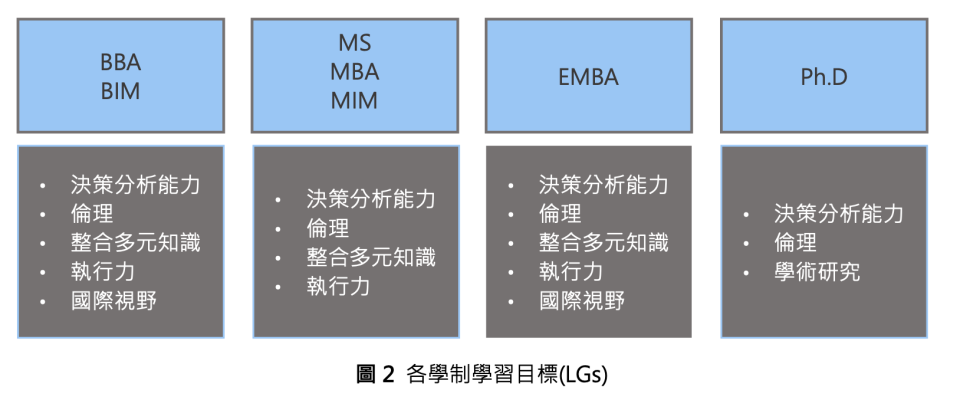 BBA
BIM
MS
MBA
MIM
EMBA
Ph.D
• 決策分析能力
• 倫理
• 整合多元知識
• 執行力
• 國際視野
• 決策分析能力
• 倫理
• 整合多元知識
• 執行力
• 決策分析能力
• 倫理
• 整合多元知識
• 執行力
• 國際視野
• 決策分析能力
• 倫理
• 學術研究
圖 2 各學制學習目標(LGs)